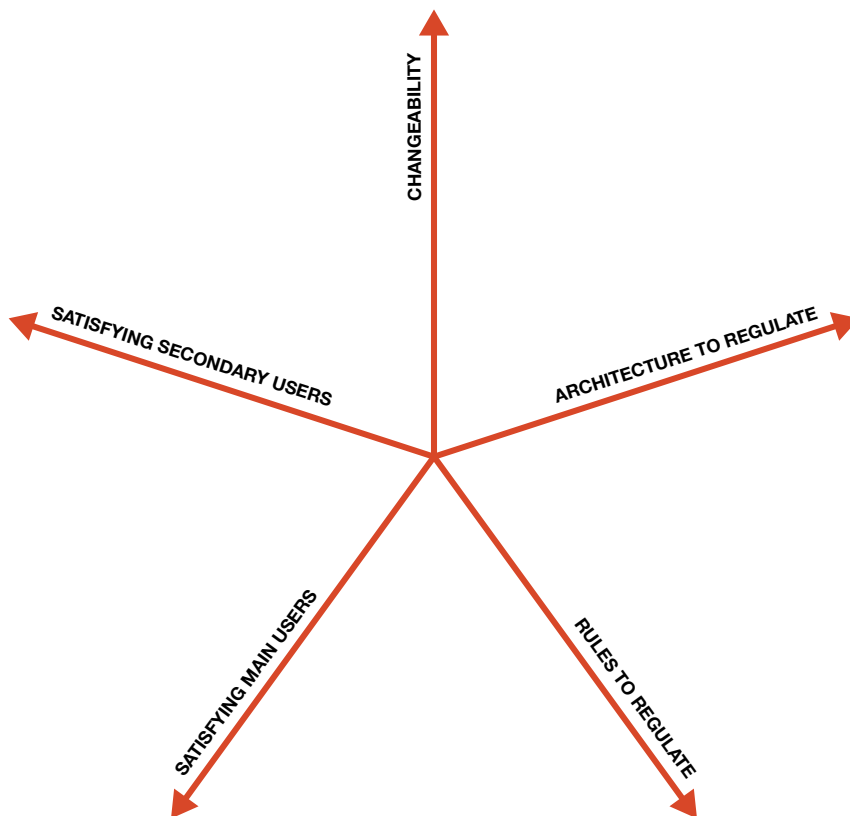 CHANGEABILITY
SATISFYING SECONDARY USERS
ARCHITECTURE TO REGULATE
SATISFYING MAIN USERS
RULES TO REGULATE